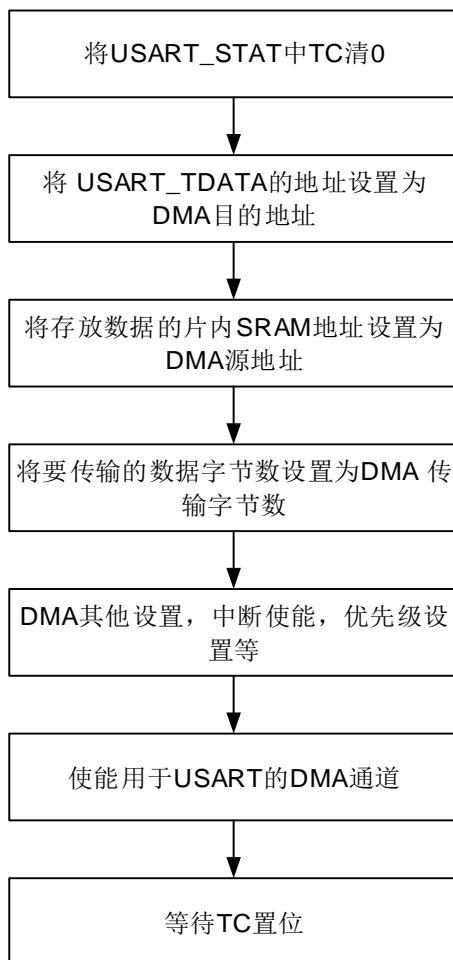 将USART_STAT中TC清0
将 USART_TDATA的地址设置为
DMA目的地址
将存放数据的片内SRAM地址设置为
DMA源地址
将要传输的数据字节数设置为DMA 传
输字节数
DMA其他设置，中断使能，优先级设
置等
使能用于USART的DMA通道
等待TC置位